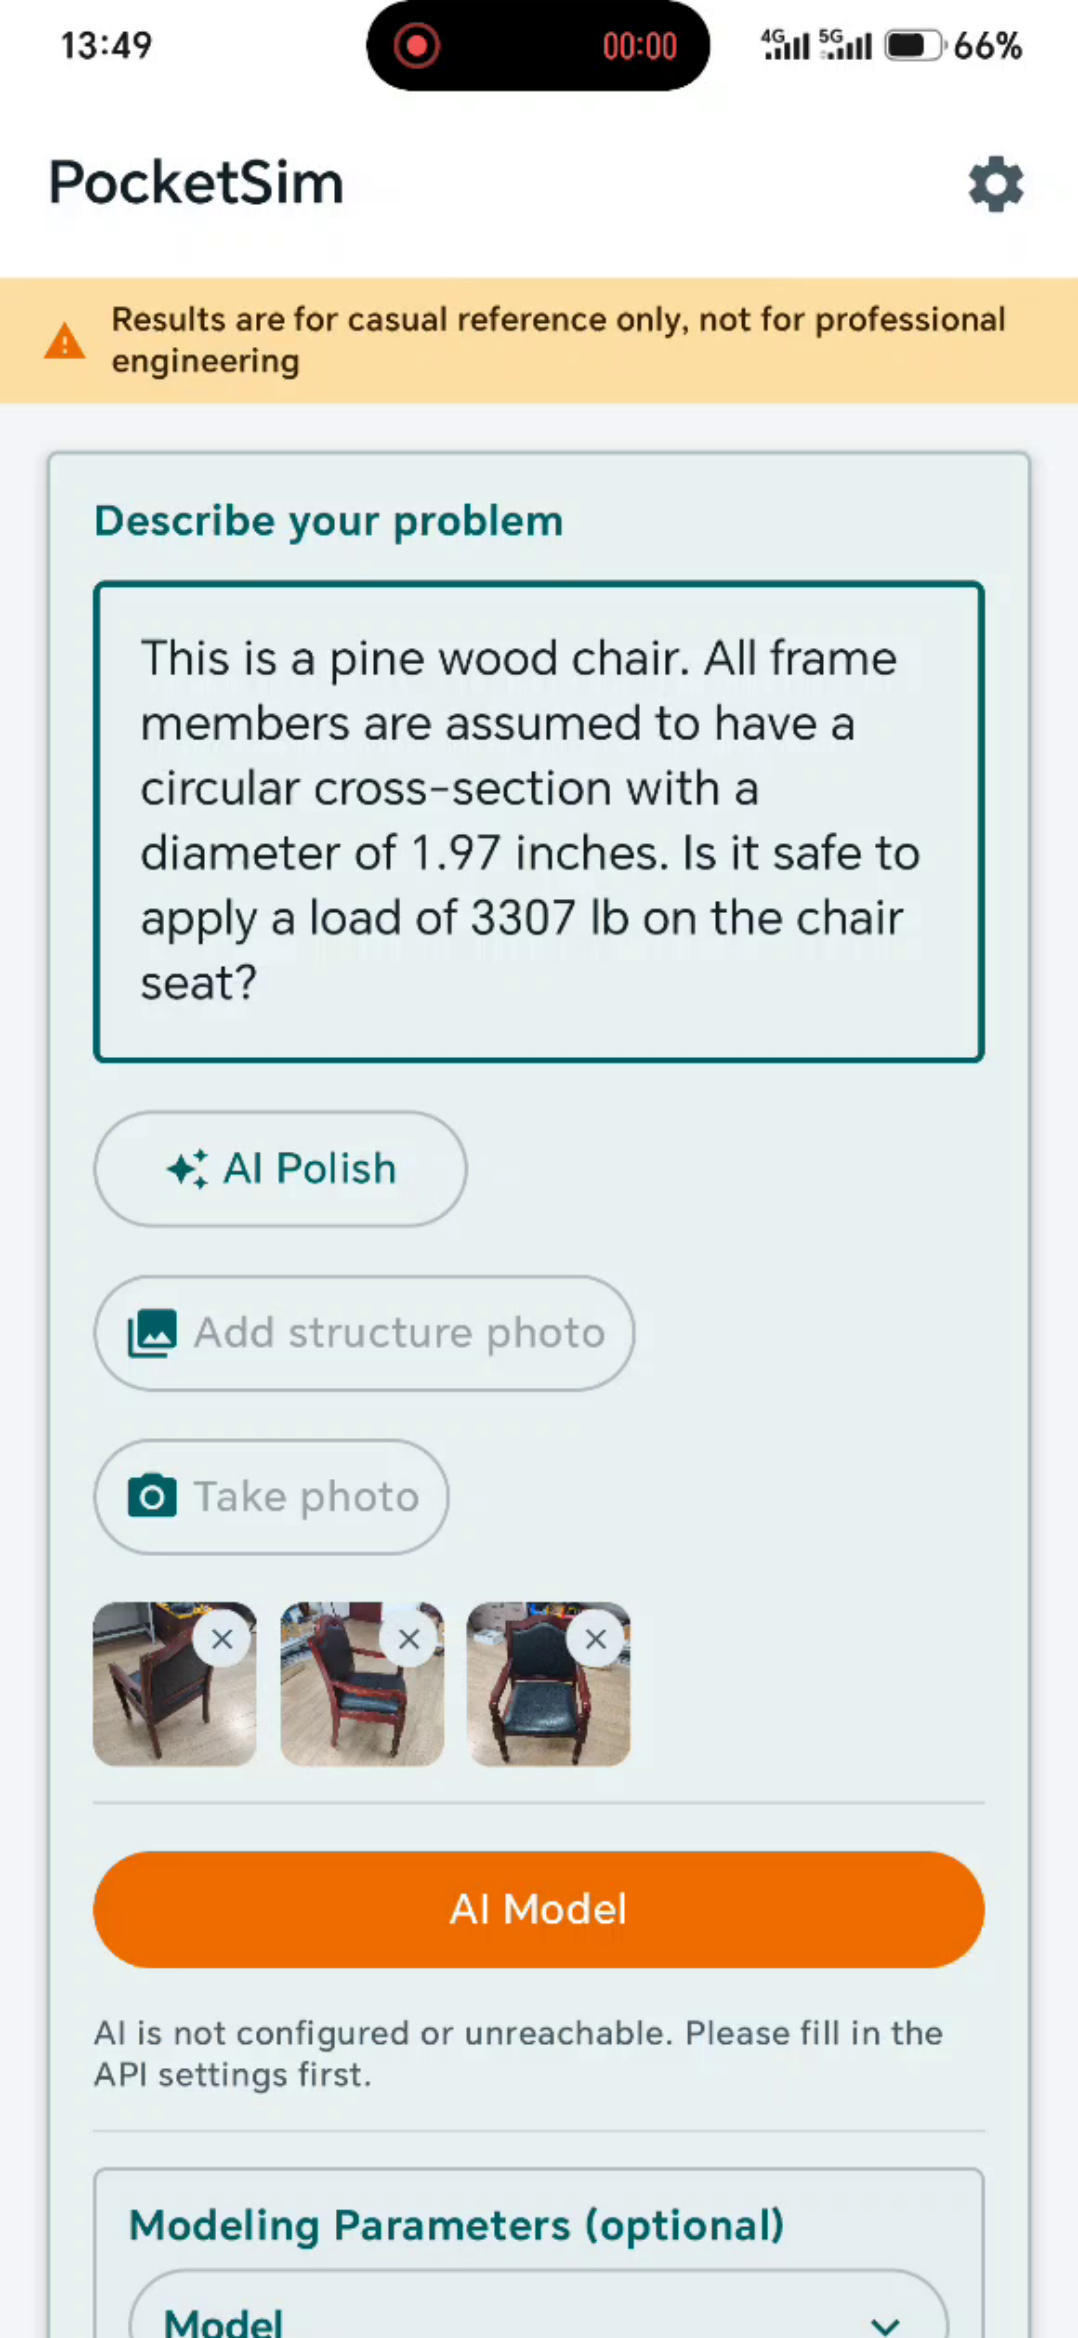 13:49
00:00
4G 5G 66%
PocketSim
Results are for casual reference only, not for professional
engineering
Describe your problem
This is a pine wood chair. All frame
members are assumed to have a
circular cross-section with a
diameter of 1.97 inches. Is it safe to
apply a load of 3307 lb on the chair
seat?
AI Polish
Add structure photo
Take photo
AI Model
AI is not configured or unreachable. Please fill in the
API settings first.
Modeling Parameters (optional)
Model